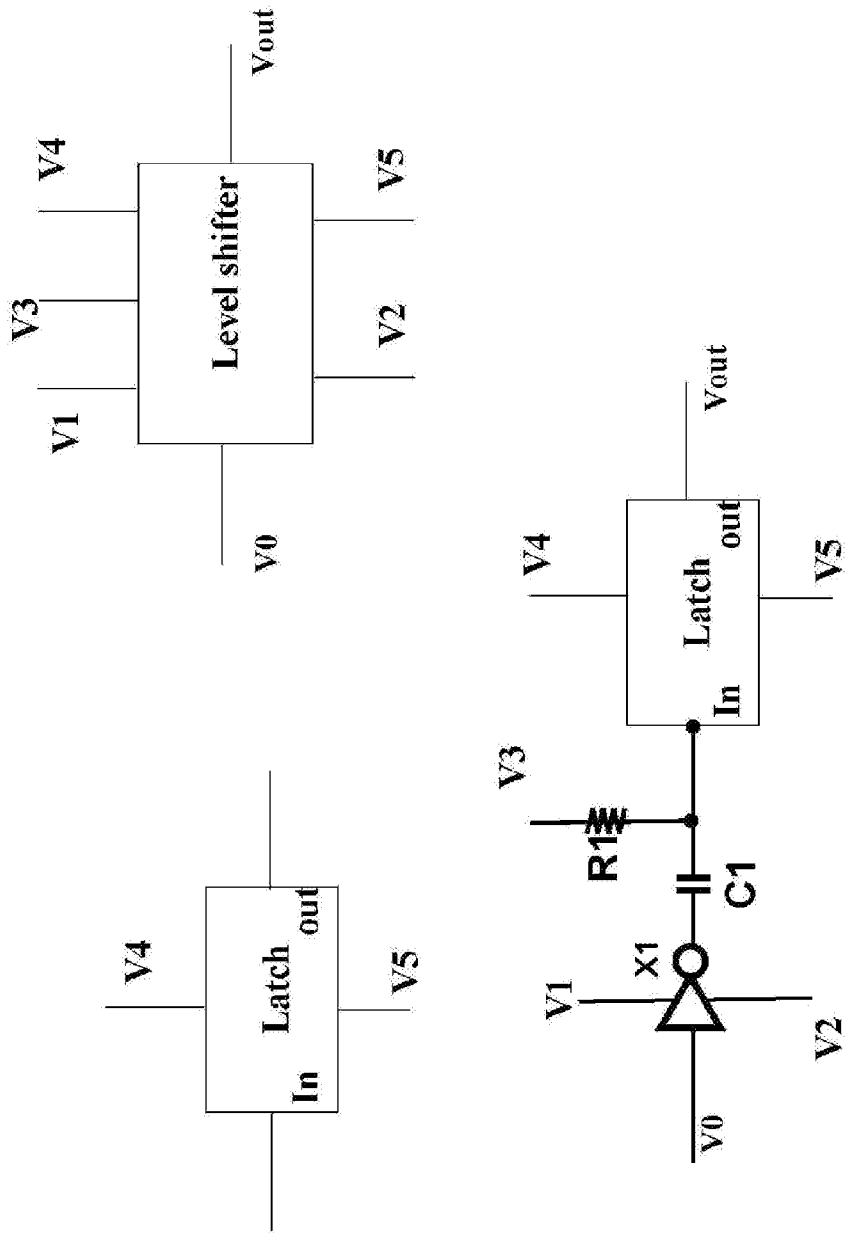 V4
Latch
In
out
V5
V1
V3
V4
Level shifter
V0
Vout
V2
V5
V0
V1
X1
V2
C1
R1
V3
V4
Latch
In
out
V5
Vout